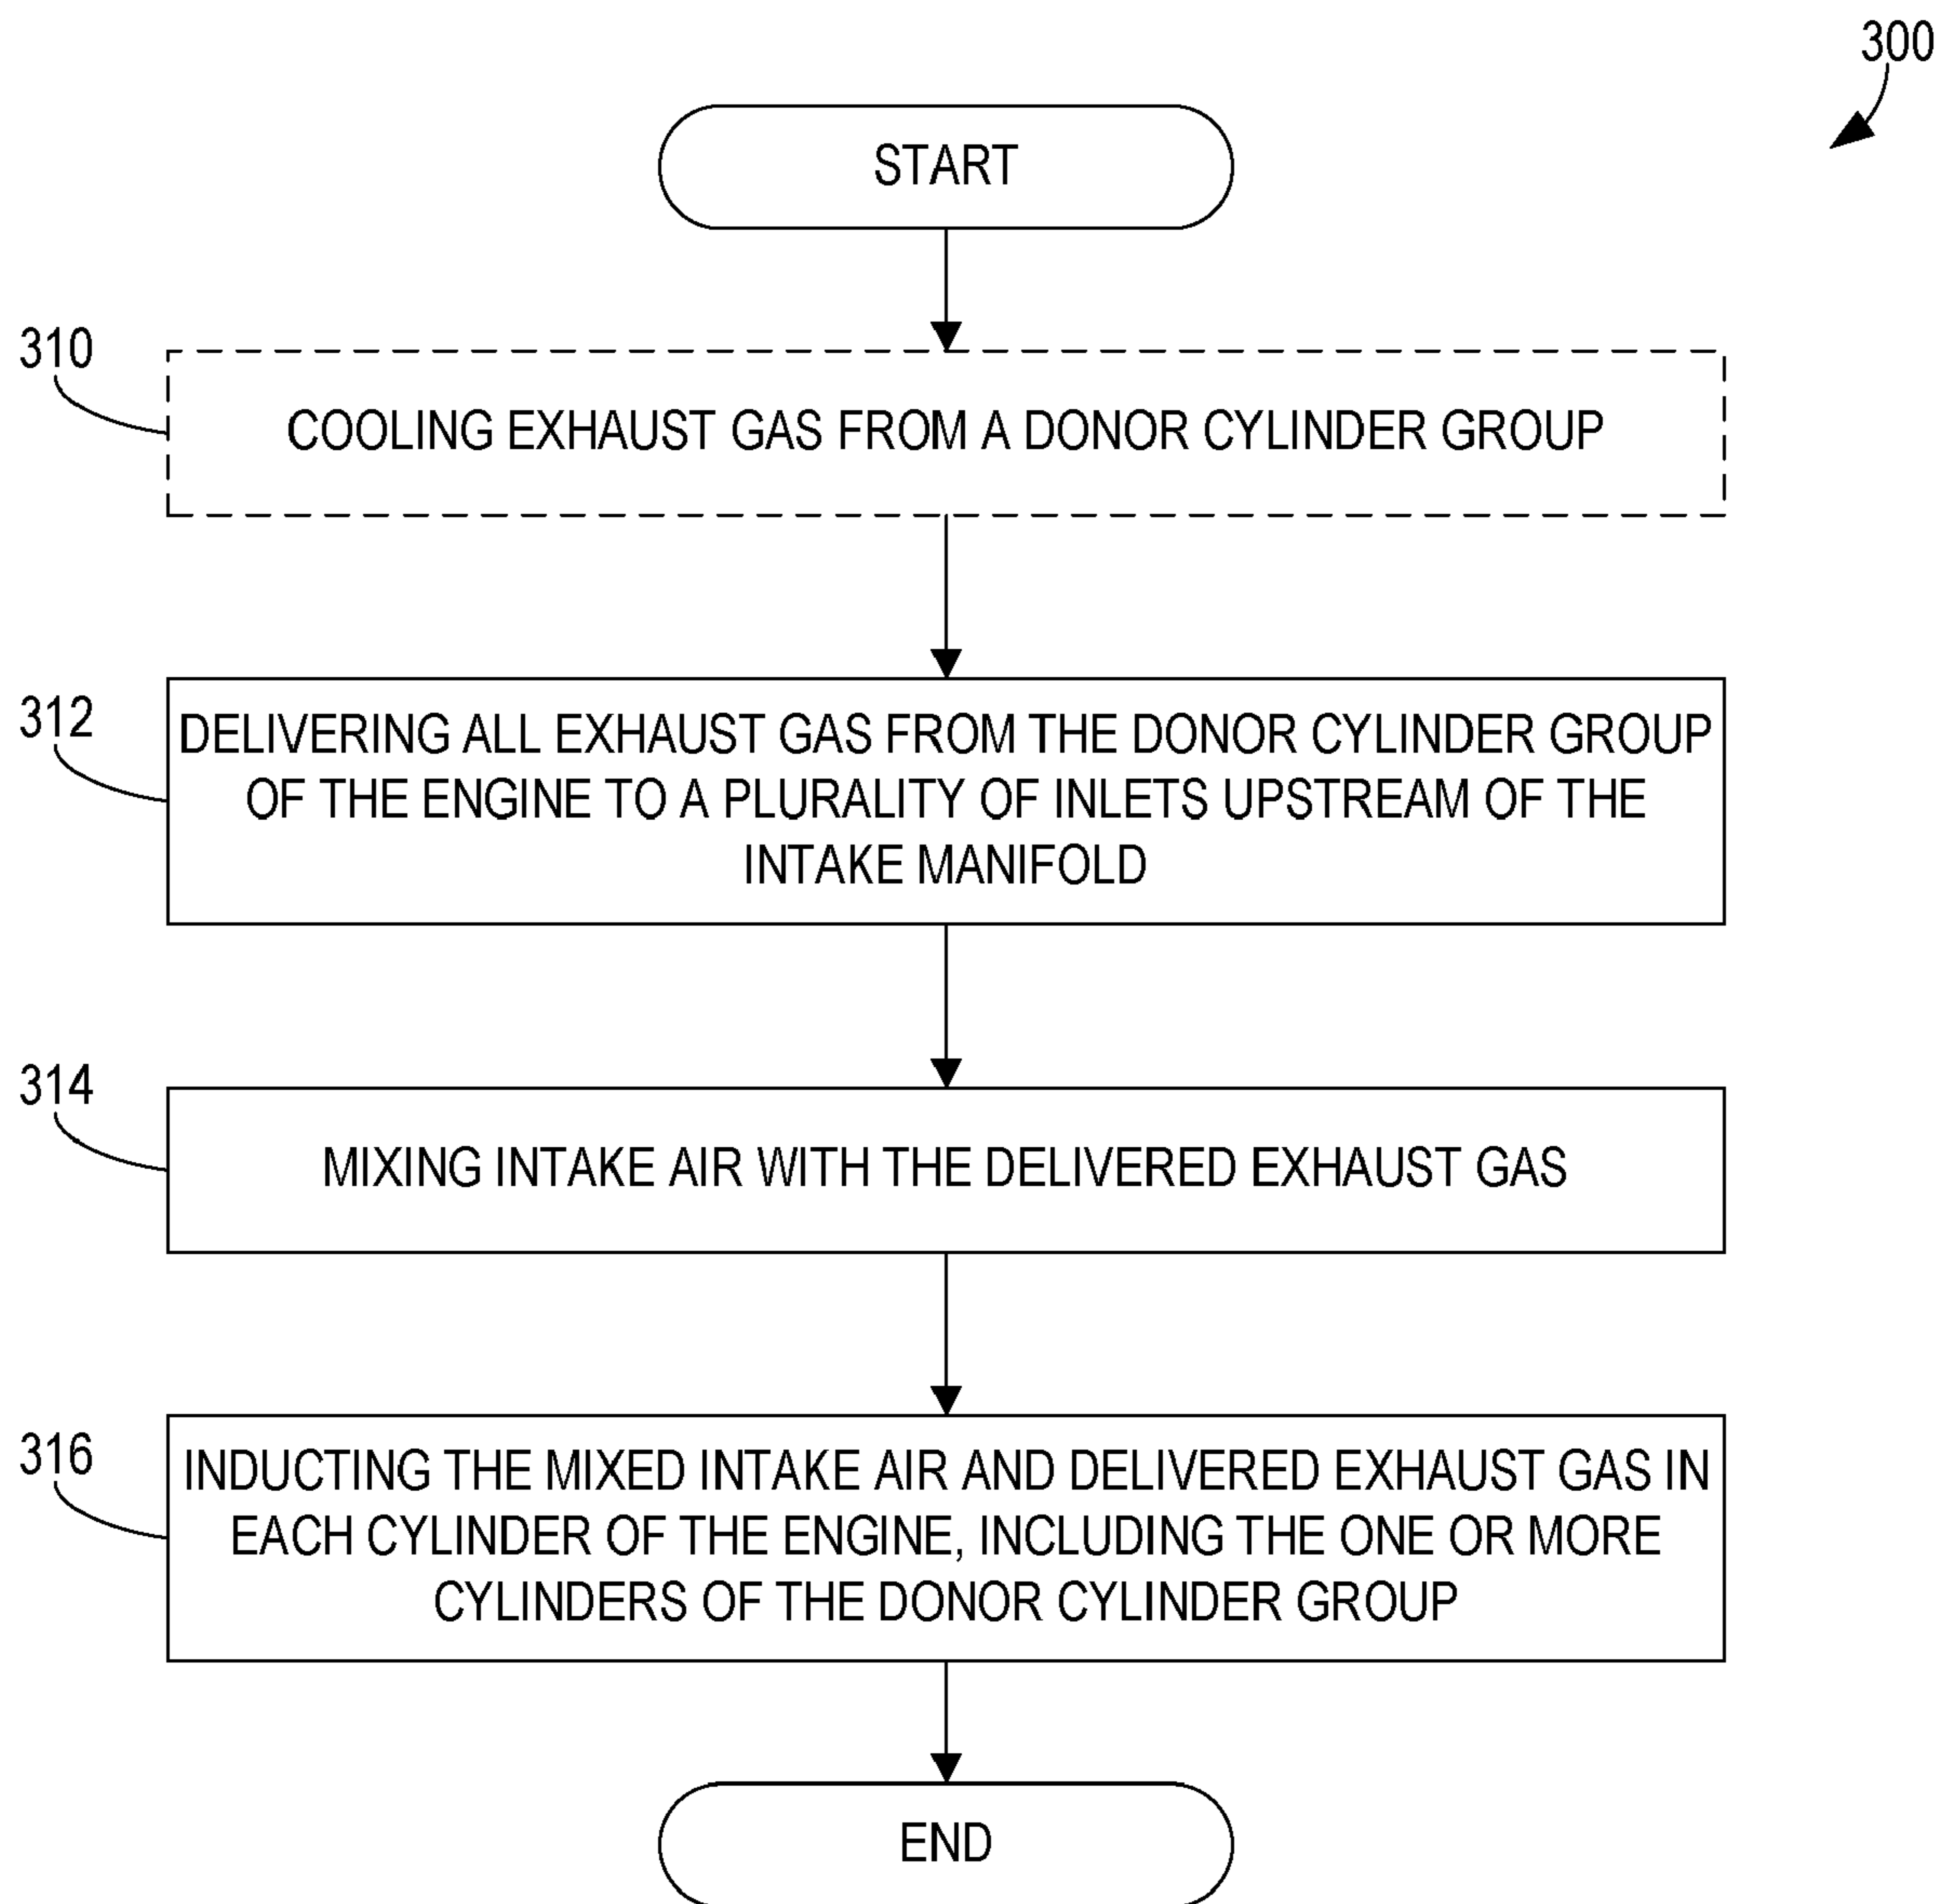 300
START
310
COOLING EXHAUST GAS FROM A DONOR CYLINDER GROUP
312
DELIVERING ALL EXHAUST GAS FROM THE DONOR CYLINDER GROUP
OF THE ENGINE TO A PLURALITY OF INLETS UPSTREAM OF THE
INTAKE MANIFOLD
314
MIXING INTAKE AIR WITH THE DELIVERED EXHAUST GAS
316
INDUCTING THE MIXED INTAKE AIR AND DELIVERED EXHAUST GAS IN
EACH CYLINDER OF THE ENGINE, INCLUDING THE ONE OR MORE
CYLINDERS OF THE DONOR CYLINDER GROUP
END